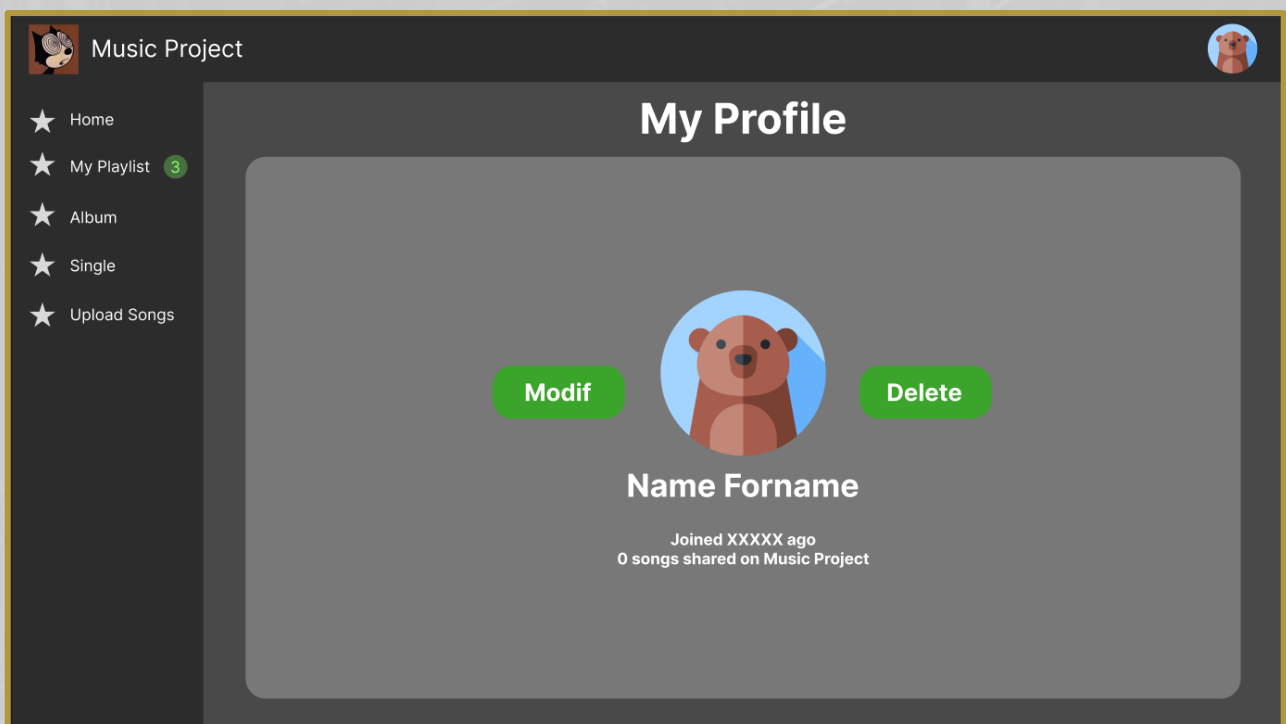 Music Project
Home
My Playlist 3
Album
Single
Upload Songs
My Profile
Modif
Delete
Name Forname
Joined XXXXX ago
0 songs shared on Music Project